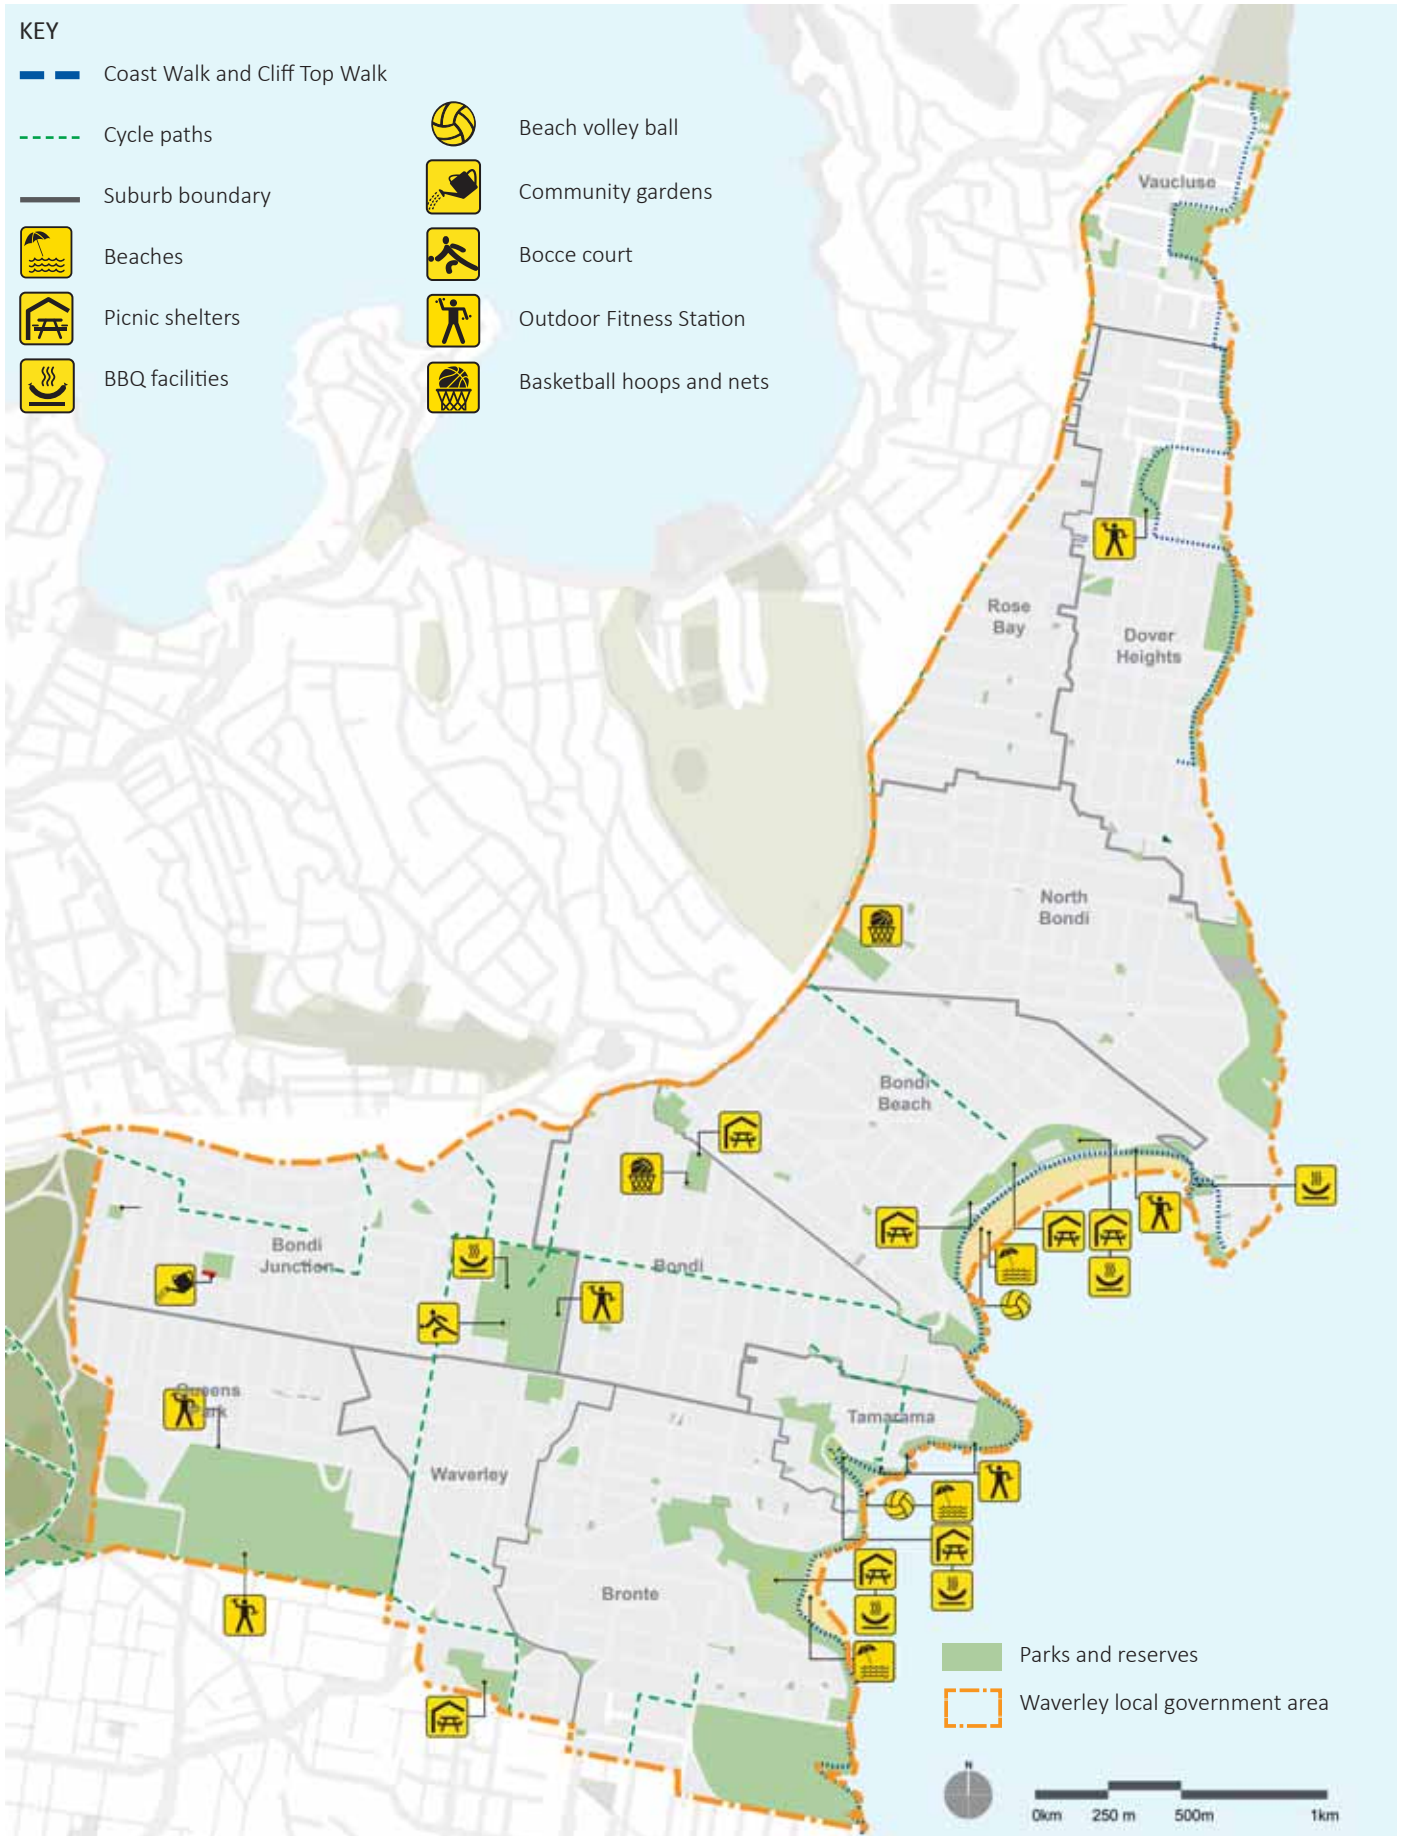 KEY
Coast Walk and Cliff Top Walk
Cycle paths
Suburb boundary
Beaches
Picnic shelters
BBQ facilities
Beach volley ball
Community gardens
Bocce court
Outdoor Fitness Station
Basketball hoops and nets
Vaucluse
Rose
Bay
Dover
Heights
North
Bondi
Bondi
Beach
Bondi
Junction
Bondi
Queens
Park
Tamarama
Waverley
Bronte
Parks and reserves
Waverley local government area
N
0km
250 m
500m
1km